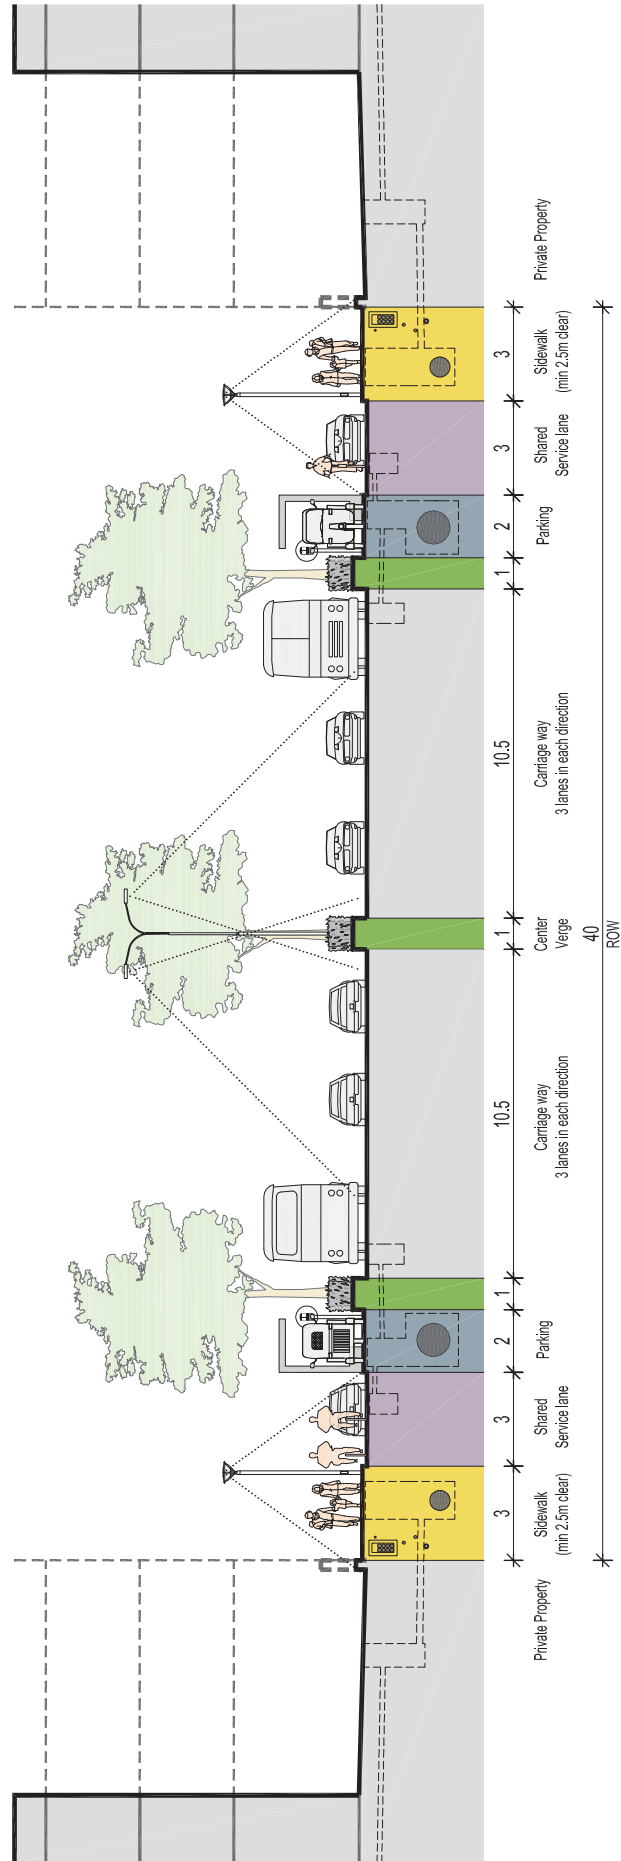 3 3 2 1 10.5 1 10.5 1 2 3 3
Private Property
Sidewalk
(min 2.5m clear)
Shared
Service lane
Parking
Carriage way
3 lanes in each direction
Center
Verge
Carriage way
3 lanes in each direction
Parking
Shared
Service lane
Sidewalk
(min 2.5m clear)
Private Property
40
ROW